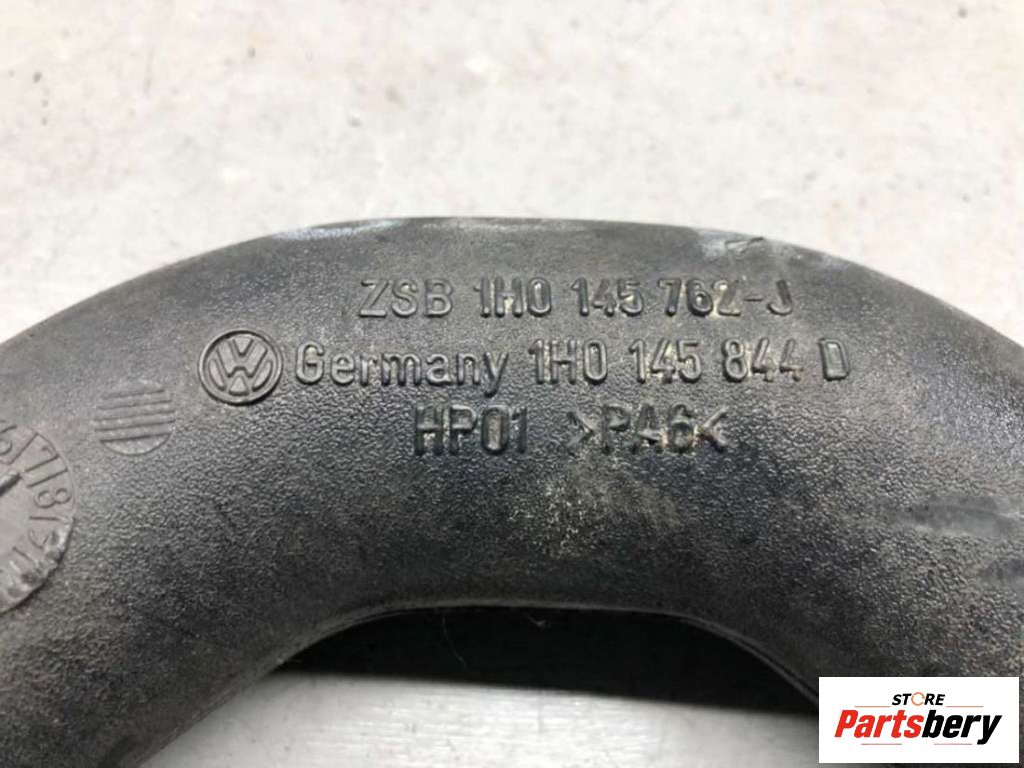 ZSB 1H0 145 762-J
Germany 1H0 145 844 D
HP01 >PA6<
STORE
Partsbery